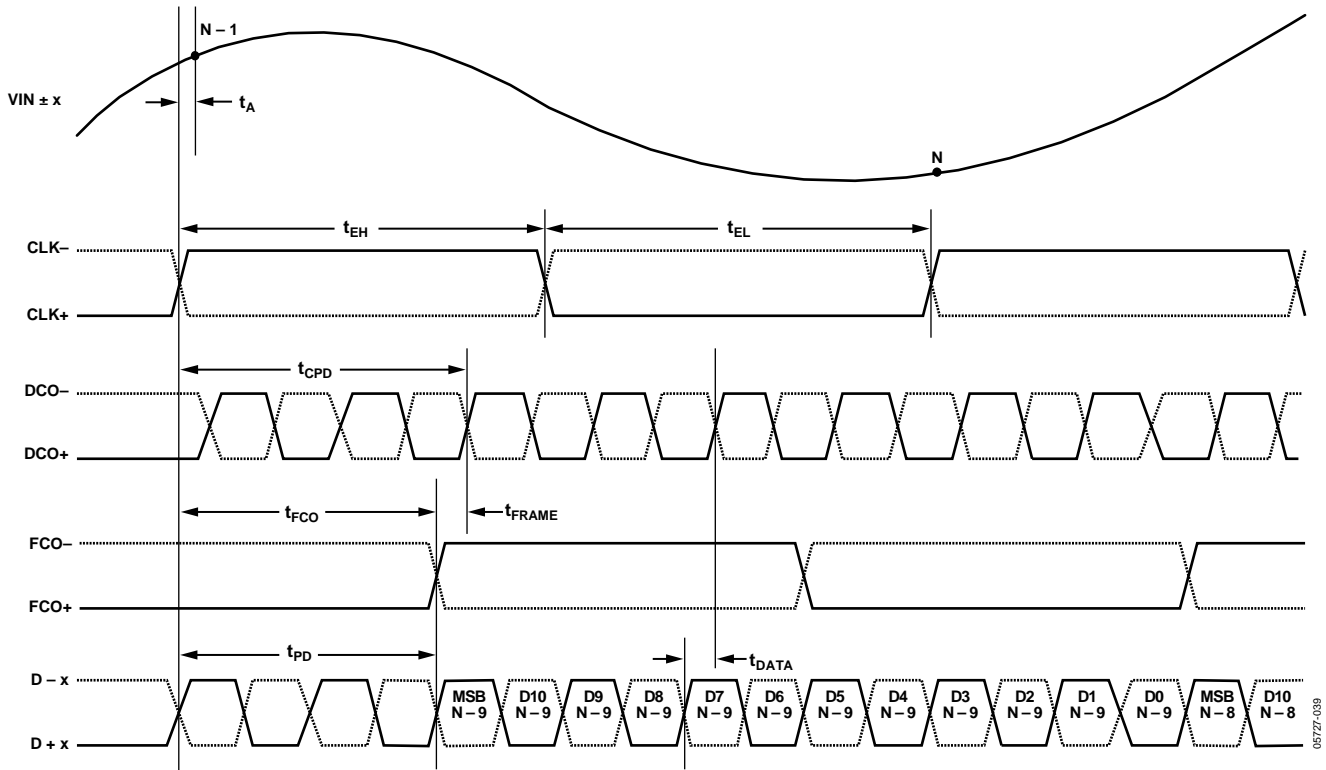 N – 1
VIN ± x
tA
N
tEH
tEL
CLK–
CLK+
tCPD
DCO–
DCO+
tFCO
tFRAME
FCO–
FCO+
tPD
tDATA
D – x
MSB D10 D9 D8 D7 D6 D5 D4 D3 D2 D1 D0 MSB D10
N – 9 N – 9 N – 9 N – 9 N – 9 N – 9 N – 9 N – 9 N – 9 N – 9 N – 9 N – 9 N – 8 N – 8
D + x
05727-039